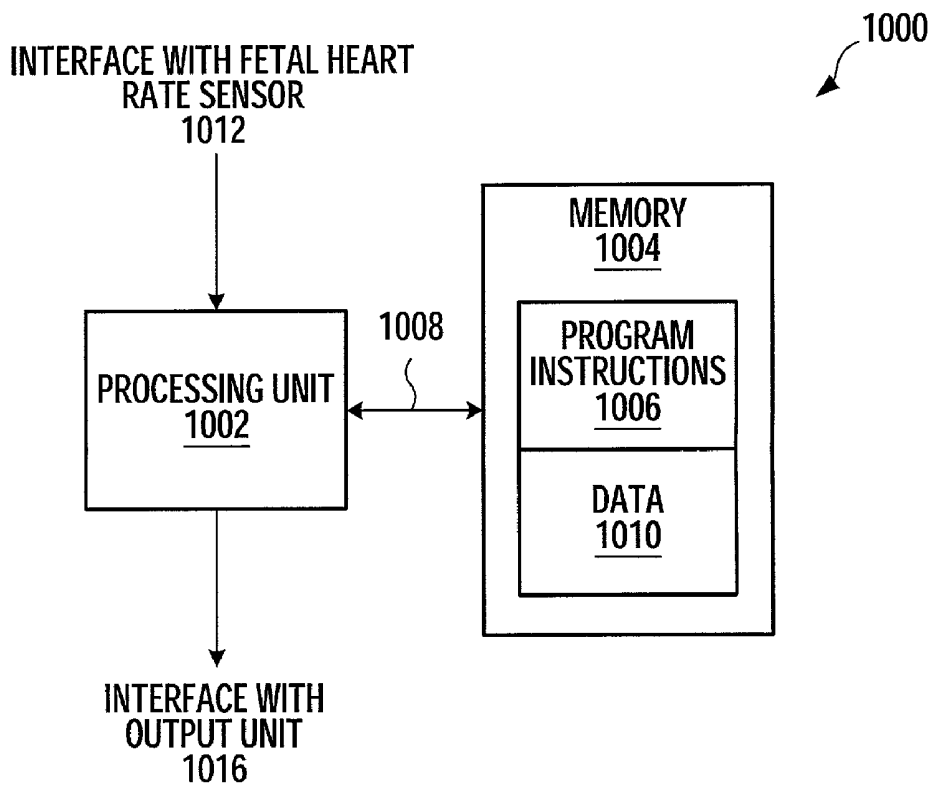 1000
INTERFACE WITH FETAL HEART
RATE SENSOR
1012
MEMORY
1004
1008
PROGRAM
INSTRUCTIONS
1006
PROCESSING UNIT
1002
DATA
1010
INTERFACE WITH
OUTPUT UNIT
1016